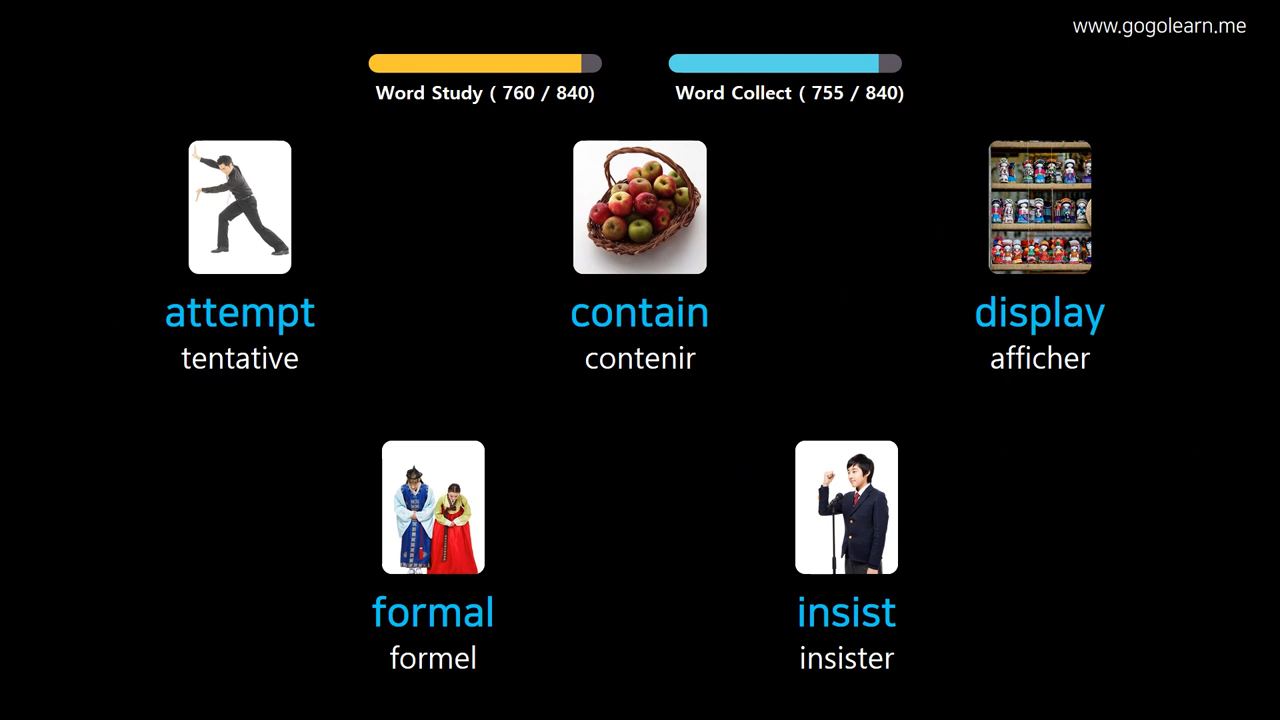 www.gogolearn.me
Word Study ( 760 / 840)
Word Collect ( 755 / 840)
attempt
tentative
contain
contenir
display
afficher
formal
formel
insist
insister